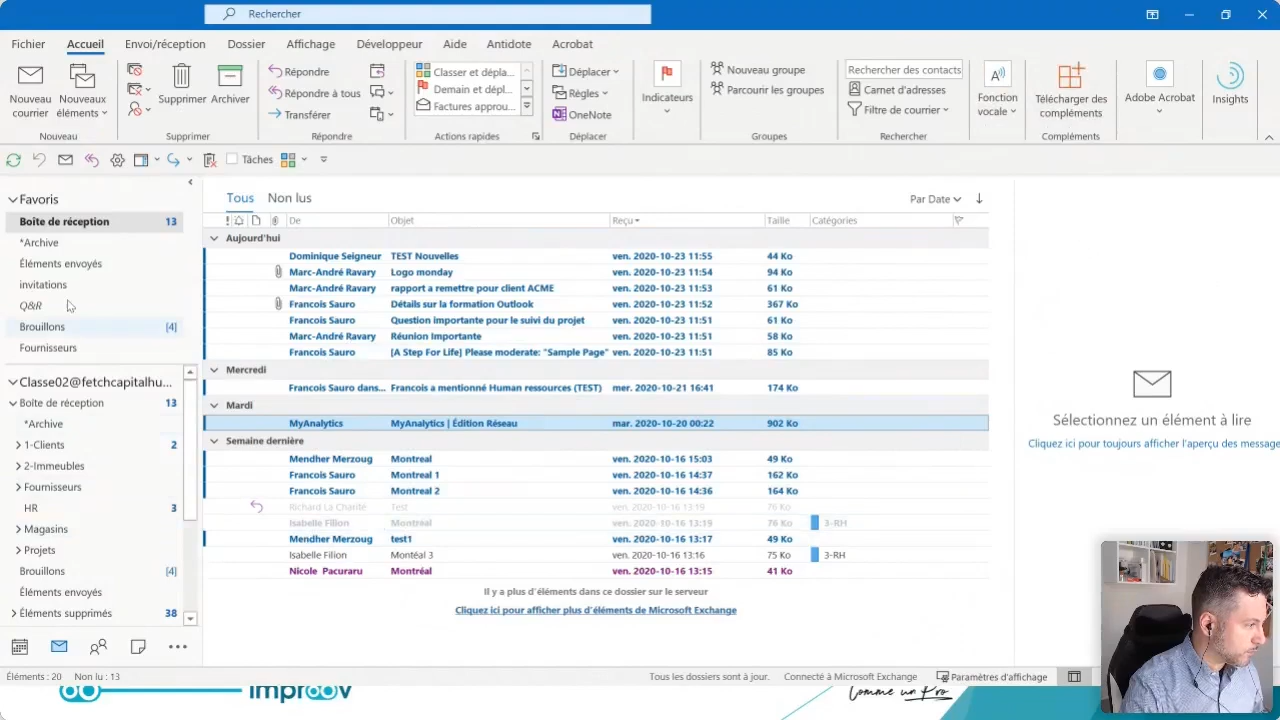 Rechercher
Fichier Accueil Envoi/réception Dossier Affichage Développeur Aide Antidote Acrobat
Nouveau courrier
Nouveaux éléments
Nouveau
Supprimer Archiver
Supprimer
Répondre
Répondre à tous
Transférer
Répondre
Classer et dépla...
Demain et dépl...
Factures approu...
Actions rapides
Déplacer
Règles
OneNote
Déplacer
Indicateurs
Nouveau groupe
Parcourir les groupes
Groupes
Rechercher des contacts
Carnet d'adresses
Filtre de courrier
Rechercher
Fonction vocale
Télécharger des compléments
Compléments
Adobe Acrobat
Insights
Tâches
Favoris
Boîte de réception 13
*Archive
Éléments envoyés
invitations
Q&R
Brouillons [4]
Fournisseurs
Classe02@fetchcapitalhu...
Boîte de réception 13
*Archive
1-Clients 2
2-Immeubles
Fournisseurs
HR 3
Magasins
Projets
Brouillons [4]
Éléments envoyés
Éléments supprimés 38
Tous Non lus Par Date
De Objet Reçu Taille Catégories
Aujourd'hui
Dominique Seigneur TEST Nouvelles ven. 2020-10-23 11:55 44 Ko
Marc-André Ravary Logo monday ven. 2020-10-23 11:54 94 Ko
Marc-André Ravary rapport a remettre pour client ACME ven. 2020-10-23 11:53 61 Ko
Francois Sauro Détails sur la formation Outlook ven. 2020-10-23 11:52 367 Ko
Francois Sauro Question importante pour le suivi du projet ven. 2020-10-23 11:51 61 Ko
Marc-André Ravary Réunion Importante ven. 2020-10-23 11:51 58 Ko
Francois Sauro [A Step For Life] Please moderate: "Sample Page" ven. 2020-10-23 11:51 85 Ko
Mercredi
Francois Sauro dans... Francois a mentionné Human ressources (TEST) mer. 2020-10-21 16:41 174 Ko
Mardi
MyAnalytics MyAnalytics | Édition Réseau mar. 2020-10-20 00:22 902 Ko
Semaine dernière
Mendher Merzoug Montreal ven. 2020-10-16 15:03 49 Ko
Francois Sauro Montreal 1 ven. 2020-10-16 14:37 162 Ko
Francois Sauro Montreal 2 ven. 2020-10-16 14:36 164 Ko
Richard La Charité Test ven. 2020-10-16 13:19 76 Ko
Isabelle Filion Montréal ven. 2020-10-16 13:19 76 Ko 3-RH
Mendher Merzoug test1 ven. 2020-10-16 13:17 49 Ko
Isabelle Filion Montéal 3 ven. 2020-10-16 13:16 75 Ko 3-RH
Nicole Pacuraru Montréal ven. 2020-10-16 13:15 41 Ko
Il y a plus d'éléments dans ce dossier sur le serveur
Cliquez ici pour afficher plus d'éléments de Microsoft Exchange
Sélectionnez un élément à lire
Cliquez ici pour toujours afficher l'aperçu des message
Éléments : 20 Non lu : 13 Tous les dossiers sont à jour. Connecté à Microsoft Exchange Paramètres d'affichage
improov
Comme un Pro